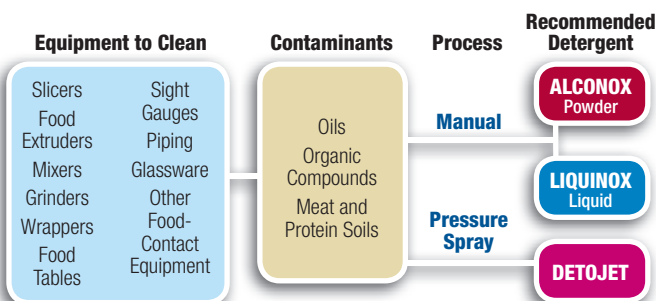 Equipment to Clean
Contaminants
Process
Recommended
Detergent
Slicers
Food
Extruders
Mixers
Grinders
Wrappers
Food
Tables
Sight
Gauges
Piping
Glassware
Other
Food-
Contact
Equipment
Oils
Organic
Compounds
Meat and
Protein Soils
Manual
Pressure
Spray
ALCONOX
Powder
LIQUINOX
Liquid
DETOJET